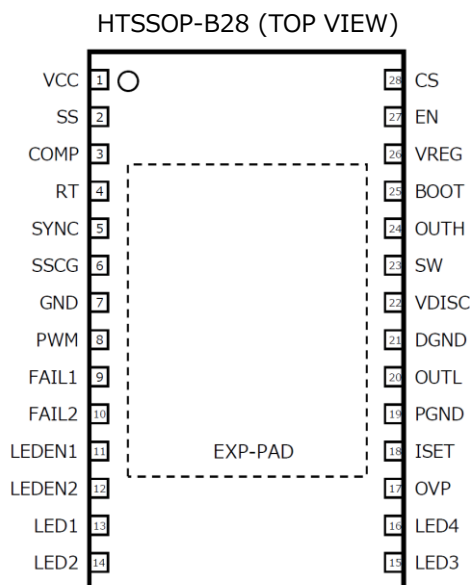 HTSSOP-B28 (TOP VIEW)
VCC 1 28 CS
SS 2 27 EN
COMP 3 26 VREG
RT 4 25 BOOT
SYNC 5 24 OUTH
SSCG 6 23 SW
GND 7 22 VDISC
PWM 8 21 DGND
FAIL1 9 20 OUTL
FAIL2 10 19 PGND
LEDEN1 11 EXP-PAD 18 ISET
LEDEN2 12 17 OVP
LED1 13 16 LED4
LED2 14 15 LED3